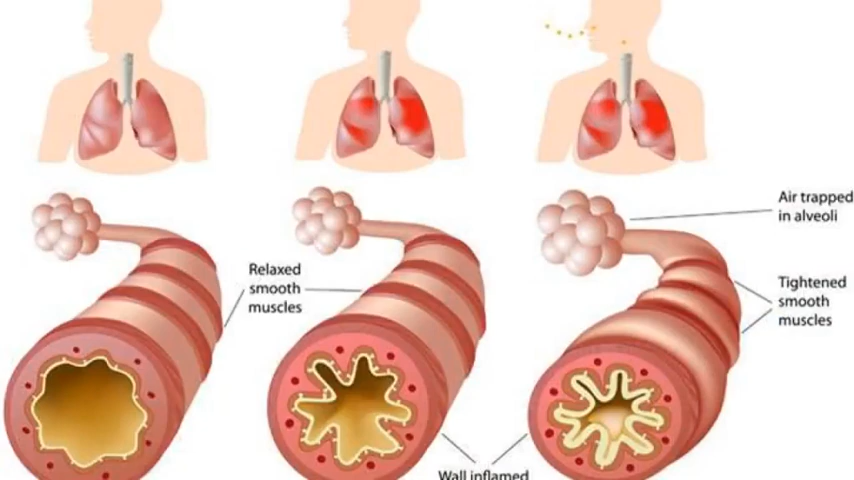 Air trapped
in alveoli
Relaxed
smooth
muscles
Tightened
smooth
muscles
Wall inflamed